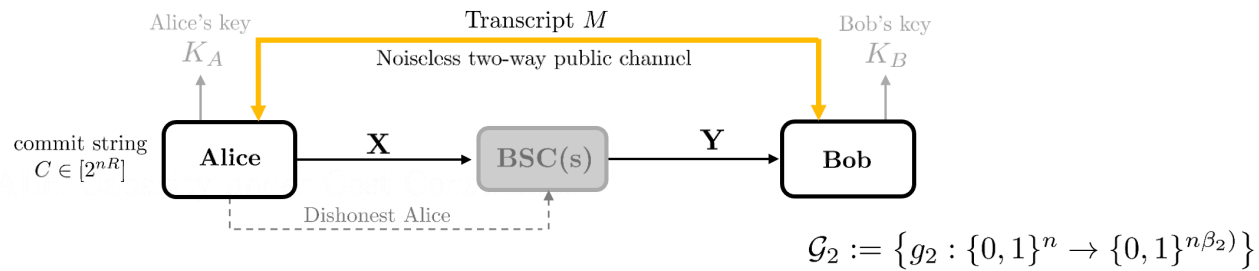 Transcript M
Alice's key
K_A
Bob's key
K_B
Noiseless two-way public channel
commit string
C ∈ [2^{nR}]
Alice
X
BSC(s)
Y
Bob
Dishonest Alice
𝒢_2 := {g_2 : {0, 1}^n → {0, 1}^{nβ_2)}}